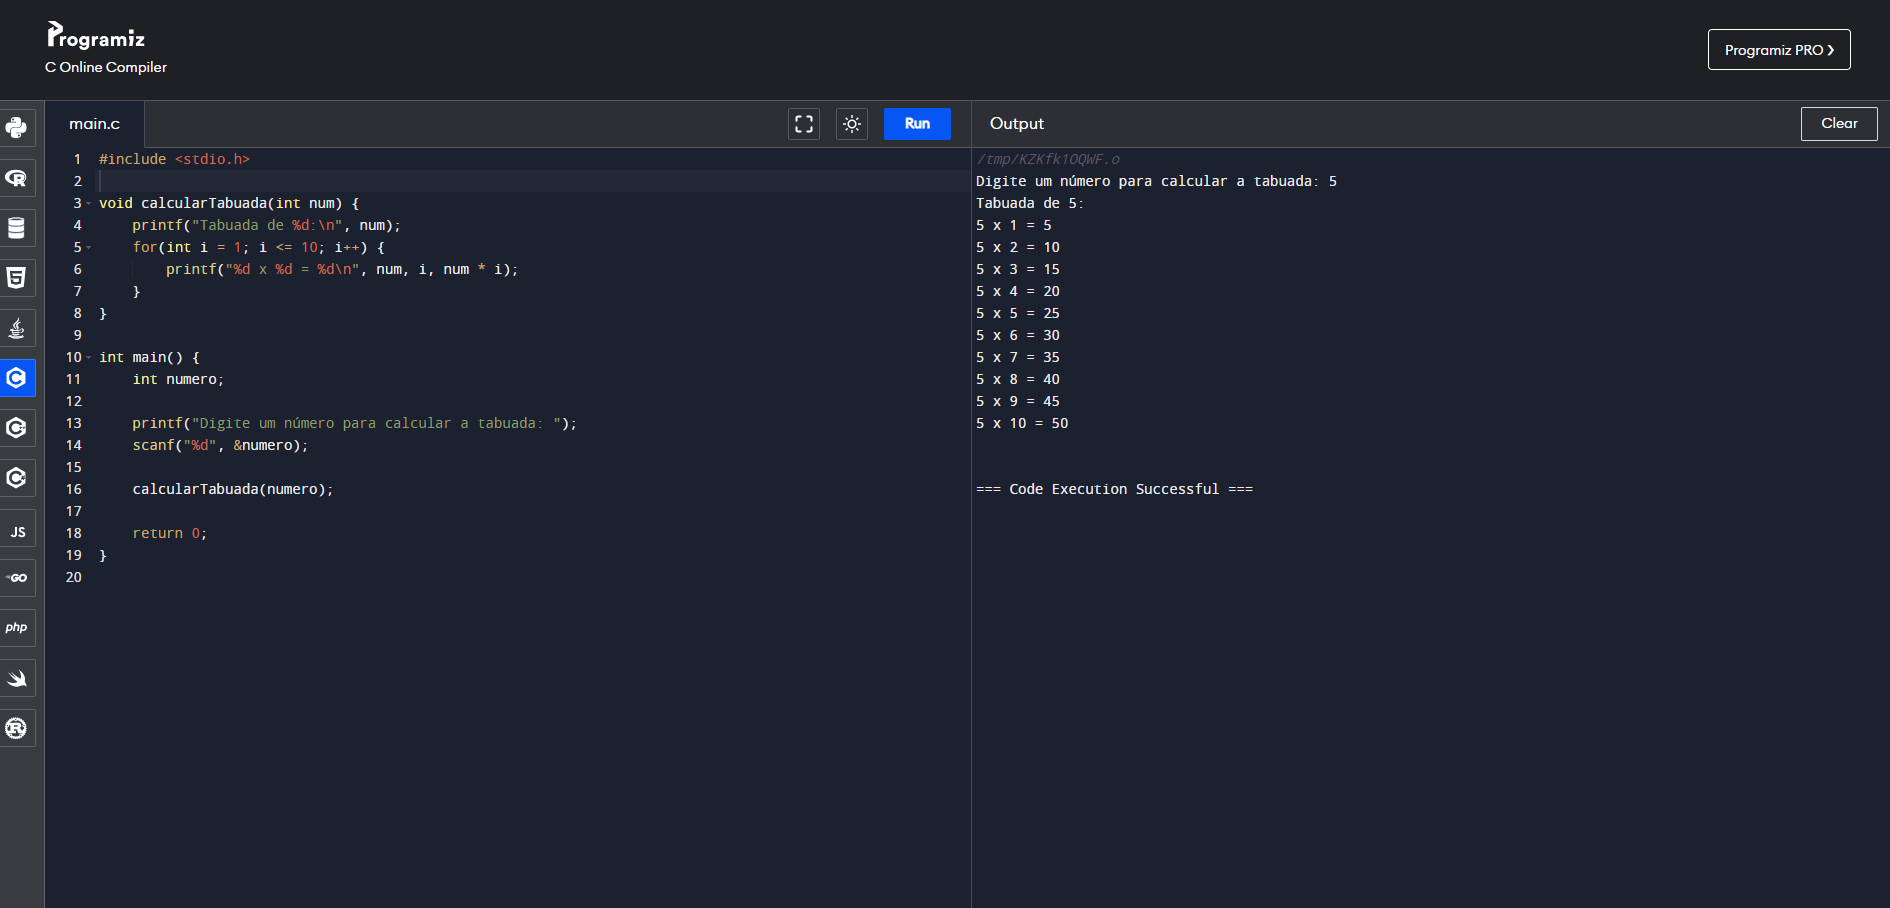 Programiz
C Online Compiler
Programiz PRO ❯
main.c
Run
Output
Clear
1 #include <stdio.h>
2
3 void calcularTabuada(int num) {
4     printf("Tabuada de %d:\n", num);
5     for(int i = 1; i <= 10; i++) {
6         printf("%d x %d = %d\n", num, i, num * i);
7     }
8 }
9
10 int main() {
11     int numero;
12
13     printf("Digite um número para calcular a tabuada: ");
14     scanf("%d", &numero);
15
16     calcularTabuada(numero);
17
18     return 0;
19 }
20
/tmp/KZKfk1OQWF.o
Digite um número para calcular a tabuada: 5
Tabuada de 5:
5 x 1 = 5
5 x 2 = 10
5 x 3 = 15
5 x 4 = 20
5 x 5 = 25
5 x 6 = 30
5 x 7 = 35
5 x 8 = 40
5 x 9 = 45
5 x 10 = 50
=== Code Execution Successful ===
JS
GO
php